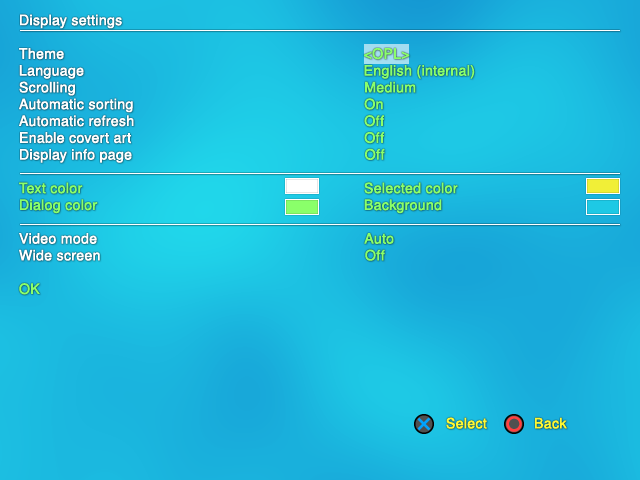 Display settings
Theme <OPL>
Language English (internal)
Scrolling Medium
Automatic sorting On
Automatic refresh Off
Enable covert art Off
Display info page Off
Text color Selected color
Dialog color Background
Video mode Auto
Wide screen Off
OK
Select Back